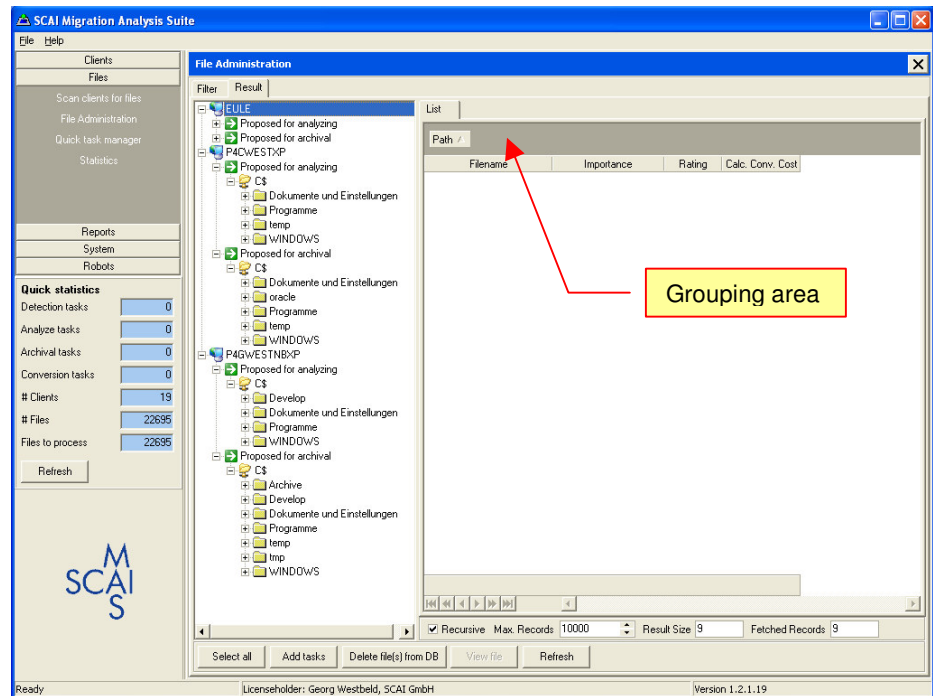 SCAI Migration Analysis Suite
File Help
Clients
Files
Scan clients for files
File Administration
Quick task manager
Statistics
Reports
System
Robots
Quick statistics
Detection tasks 0
Analyze tasks 0
Archival tasks 0
Conversion tasks 0
# Clients 19
# Files 22695
Files to process 22695
Refresh
SCAI
M
A
S
File Administration
Filter Result
EULE
Proposed for analyzing
Proposed for archival
P4CWESTXP
Proposed for analyzing
C$
Dokumente und Einstellungen
Programme
temp
WINDOWS
Proposed for archival
C$
Dokumente und Einstellungen
oracle
Programme
temp
WINDOWS
P4GWESTNBXP
Proposed for analyzing
C$
Develop
Dokumente und Einstellungen
Programme
WINDOWS
Proposed for archival
C$
Archive
Develop
Dokumente und Einstellungen
Programme
temp
tmp
WINDOWS
List
Path
Filename Importance Rating Calc. Conv. Cost
Grouping area
Recursive Max. Records 10000 Result Size 9 Fetched Records 9
Select all Add tasks Delete file(s) from DB View file Refresh
Ready Licenseholder: Georg Westbeld, SCAI GmbH Version 1.2.1.19